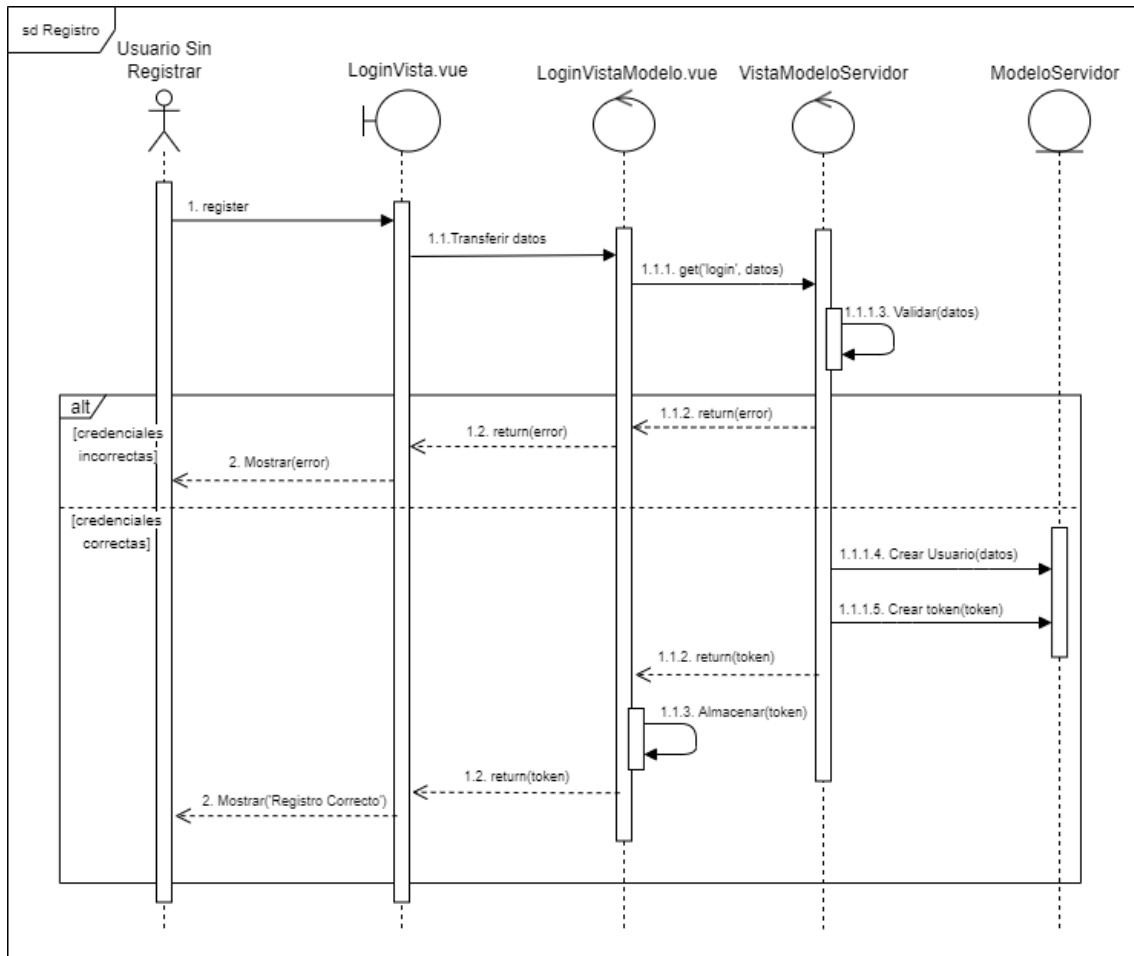 sd Registro
Usuario Sin
Registrar
LoginVista.vue
LoginVistaModelo.vue
VistaModeloServidor
ModeloServidor
1. register
1.1.Transferir datos
1.1.1. get('login', datos)
1.1.1.3. Validar(datos)
alt
[credenciales
incorrectas]
1.1.2. return(error)
1.2. return(error)
2. Mostrar(error)
[credenciales
correctas]
1.1.1.4. Crear Usuario(datos)
1.1.1.5. Crear token(token)
1.1.2. return(token)
1.1.3. Almacenar(token)
1.2. return(token)
2. Mostrar('Registro Correcto')